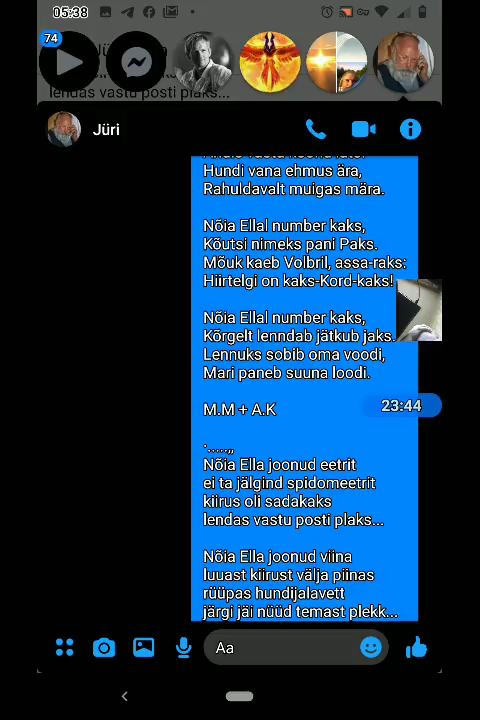 05:38
74
lendas vastu posti plaks...
Jüri
Hundi vana ehmus ära,
Rahuldavalt muigas mära.
Nõia Ellal number kaks,
Kõutsi nimeks pani Paks.
Mõuk kaeb Volbril, assa-raks:
Hiirtelgi on kaks-Kord-kaks!
Nõia Ellal number kaks,
Kõrgelt lenndab jätkub jaks.
Lennuks sobib oma voodi,
Mari paneb suuna loodi.
M.M + A.K
23:44
·.....,,
Nõia Ella joonud eetrit
ei ta jälgind spidomeetrit
kiirus oli sadakaks
lendas vastu posti plaks...
Nõia Ella joonud viina
luuast kiirust välja piinas
rüüpas hundijalavett
järgi jäi nüüd temast plekk...
Aa